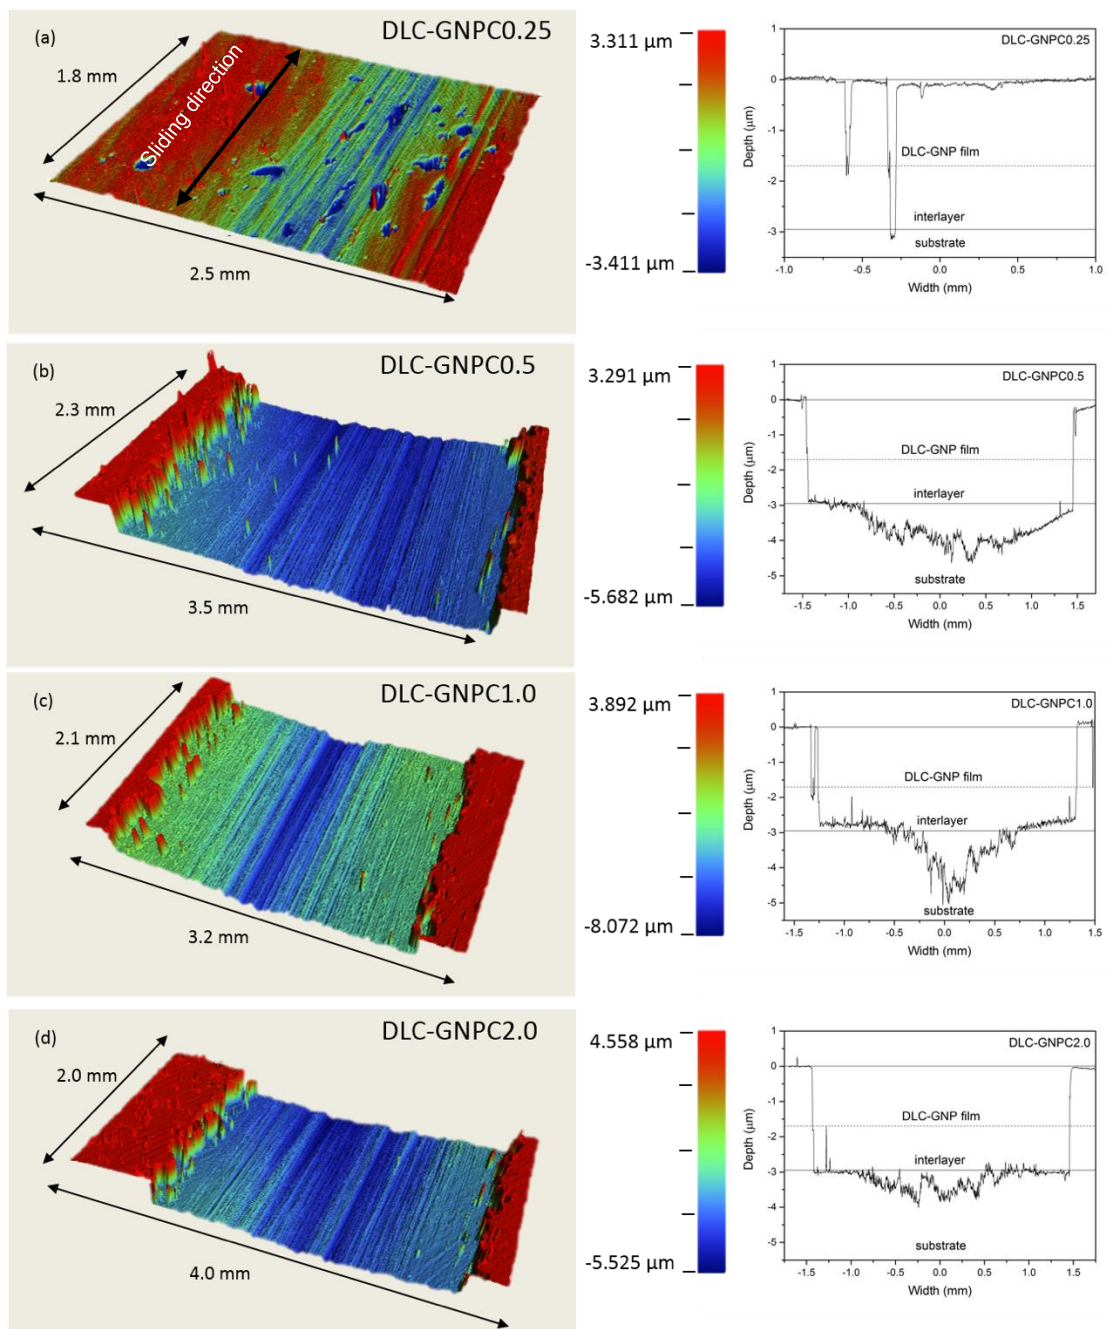 (a)
DLC-GNPC0.25
1.8 mm
Sliding direction
2.5 mm
3.311 µm
-3.411 µm
DLC-GNPC0.25
1
0
-1
-2
-3
Depth (µm)
DLC-GNP film
interlayer
substrate
-1.0 -0.5 0.0 0.5 1.0
Width (mm)
(b)
DLC-GNPC0.5
2.3 mm
3.5 mm
3.291 µm
-5.682 µm
DLC-GNPC0.5
1
0
-1
-2
-3
-4
-5
Depth (µm)
DLC-GNP film
interlayer
substrate
-1.5 -1.0 -0.5 0.0 0.5 1.0 1.5
Width (mm)
(c)
DLC-GNPC1.0
2.1 mm
3.2 mm
3.892 µm
-8.072 µm
DLC-GNPC1.0
1
0
-1
-2
-3
-4
-5
Depth (µm)
DLC-GNP film
interlayer
substrate
-1.5 -1.0 -0.5 0.0 0.5 1.0 1.5
Width (mm)
(d)
DLC-GNPC2.0
2.0 mm
4.0 mm
4.558 µm
-5.525 µm
DLC-GNPC2.0
1
0
-1
-2
-3
-4
-5
Depth (µm)
DLC-GNP film
interlayer
substrate
-1.5 -1.0 -0.5 0.0 0.5 1.0 1.5
Width (mm)